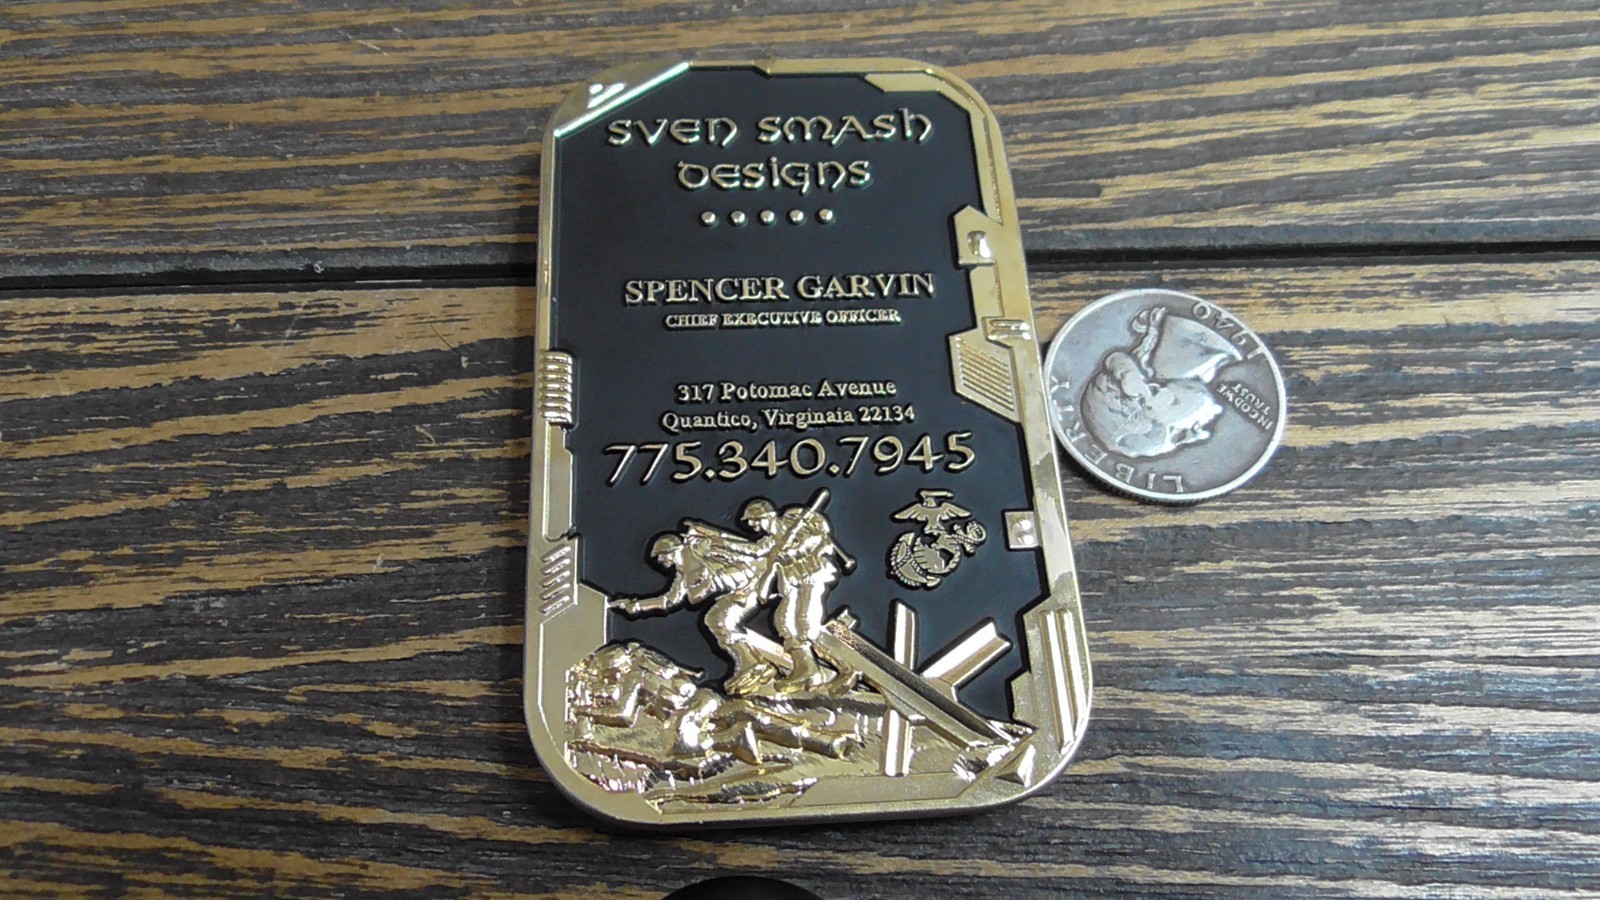 SVEN SMASH
DESIGNS
SPENCER GARVIN
CHIEF EXECUTIVE OFFICER
317 Potomac Avenue
Quantico, Virginaia 22134
775.340.7945
LIBERTY
IN GOD WE
TRUST
1940